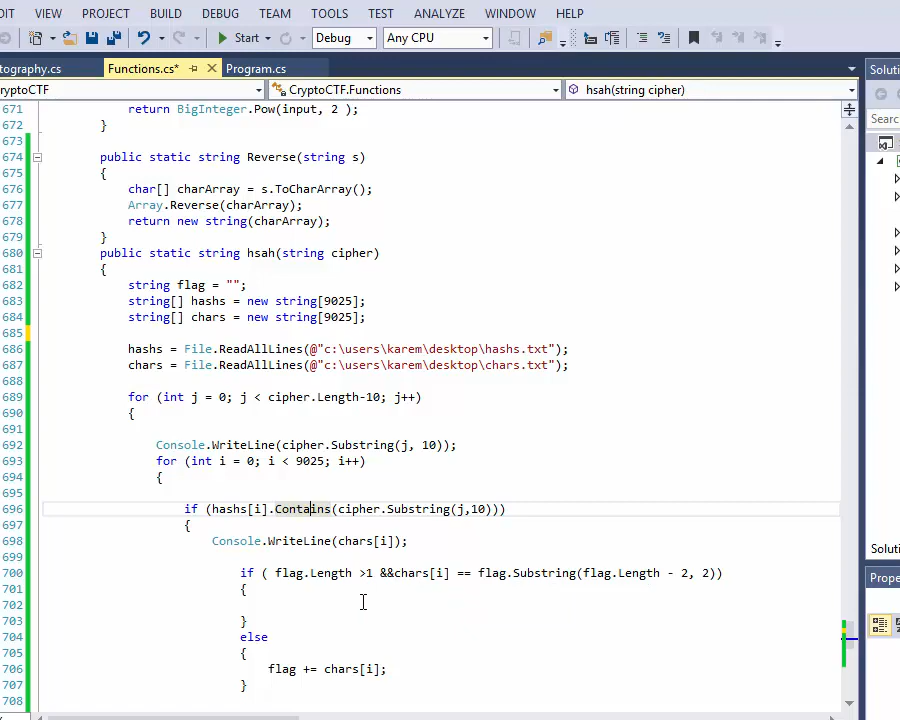 DIT VIEW PROJECT BUILD DEBUG TEAM TOOLS TEST ANALYZE WINDOW HELP
Start Debug Any CPU
tography.cs Functions.cs* Program.cs Soluti
ryptoCTF CryptoCTF.Functions hsah(string cipher)
Searc
671 return BigInteger.Pow(input, 2 );
672 }
673
674 public static string Reverse(string s)
675 {
676 char[] charArray = s.ToCharArray();
677 Array.Reverse(charArray);
678 return new string(charArray);
679 }
680 public static string hsah(string cipher)
681 {
682 string flag = "";
683 string[] hashs = new string[9025];
684 string[] chars = new string[9025];
685
686 hashs = File.ReadAllLines(@"c:\users\karem\desktop\hashs.txt");
687 chars = File.ReadAllLines(@"c:\users\karem\desktop\chars.txt");
688
689 for (int j = 0; j < cipher.Length-10; j++)
690 {
691
692 Console.WriteLine(cipher.Substring(j, 10));
693 for (int i = 0; i < 9025; i++)
694 {
695
696 if (hashs[i].Contains(cipher.Substring(j,10)))
697 {
698 Console.WriteLine(chars[i]);
699
700 if ( flag.Length >1 &&chars[i] == flag.Substring(flag.Length - 2, 2))
701 {
702
703 }
704 else
705 {
706 flag += chars[i];
707 }
708
Soluti
Prope